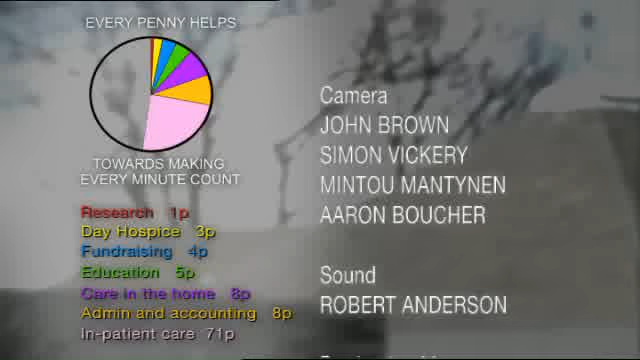 EVERY PENNY HELPS
TOWARDS MAKING
EVERY MINUTE COUNT
Research 1p
Day Hospice 3p
Fundraising 4p
Education 5p
Care in the home 8p
Admin and accounting 8p
In-patient care 71p
Camera
JOHN BROWN
SIMON VICKERY
MINTOU MANTYNEN
AARON BOUCHER
Sound
ROBERT ANDERSON